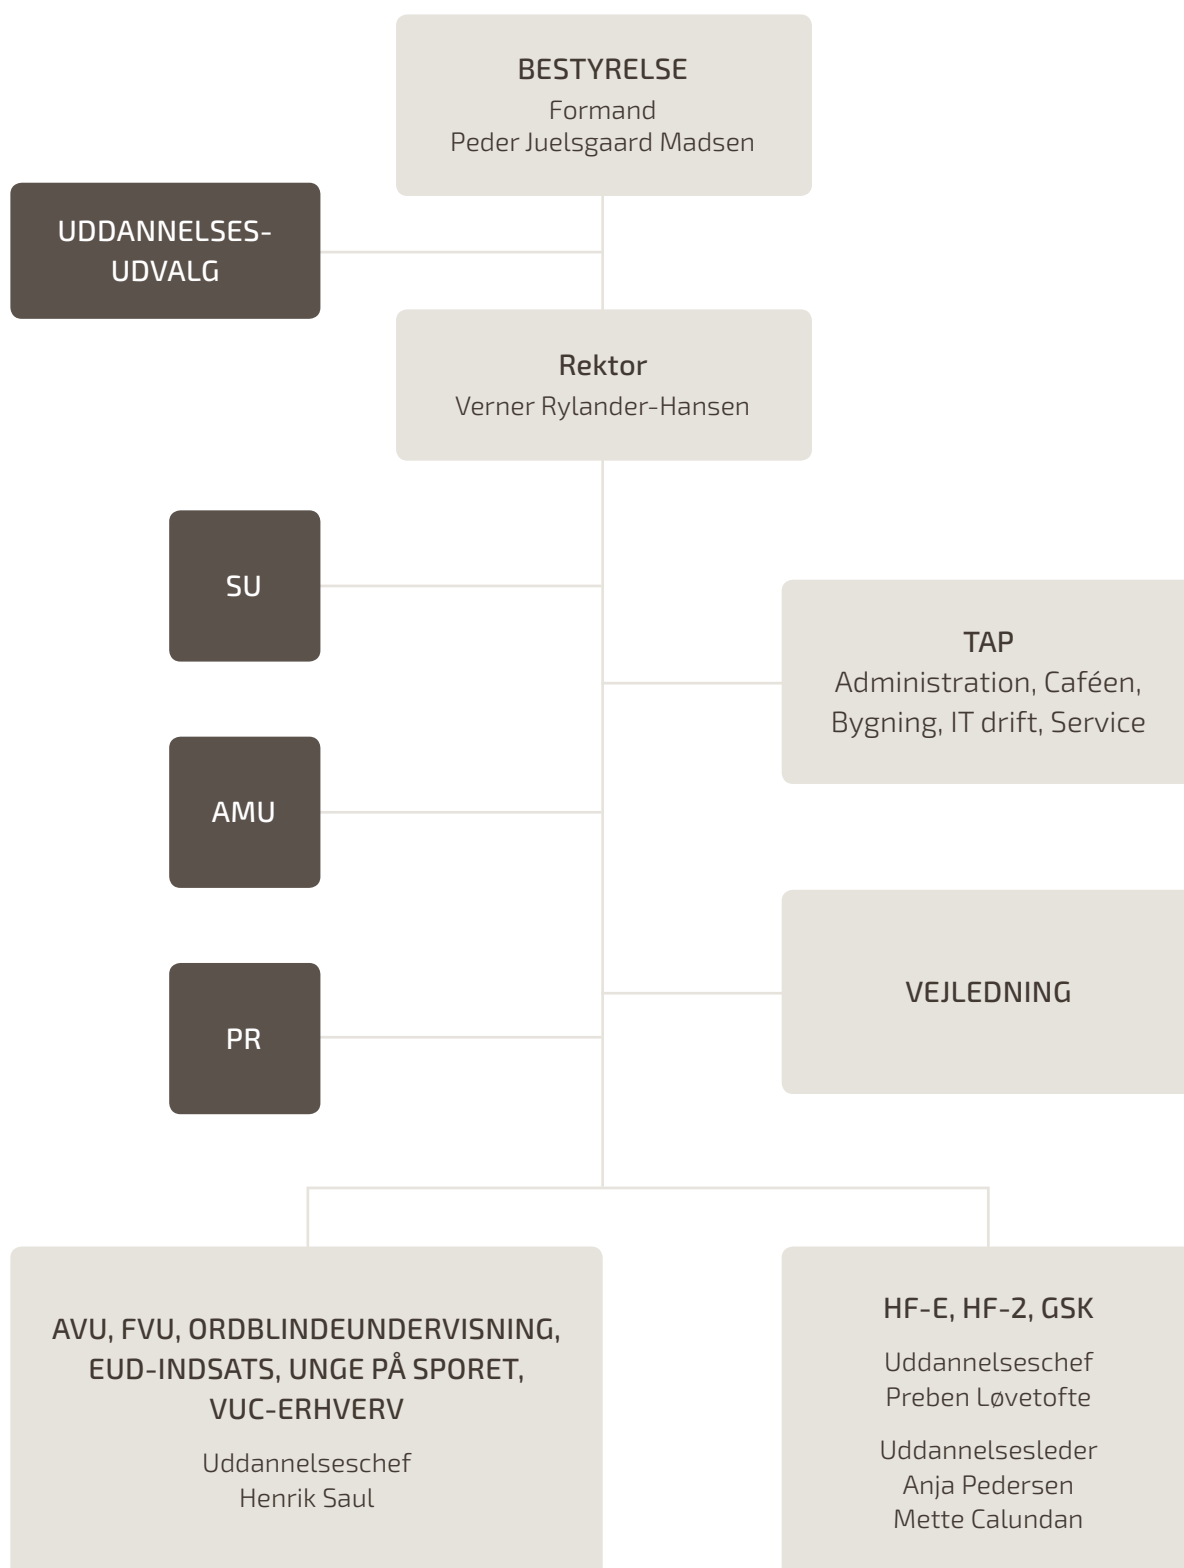 BESTYRELSE
Formand
Peder Juelsgaard Madsen
UDDANNELSES-
UDVALG
Rektor
Verner Rylander-Hansen
SU
TAP
Administration, Caféen,
Bygning, IT drift, Service
AMU
VEJLEDNING
PR
AVU, FVU, ORDBLINDEUNDERVISNING,
EUD-INDSATS, UNGE PÅ SPORET,
VUC-ERHVERV
Uddannelseschef
Henrik Saul
HF-E, HF-2, GSK
Uddannelseschef
Preben Løvetofte
Uddannelsesleder
Anja Pedersen
Mette Calundan